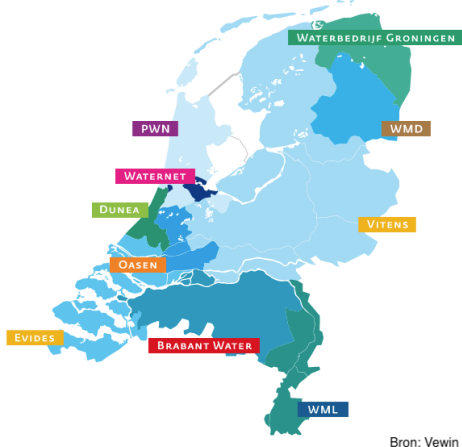 WATERBEDRIJF GRONINGEN
PWN
WMD
WATERNET
DUNEA
VITENS
OASEN
EVIDES
BRABANT WATER
WML
Bron: Vewin